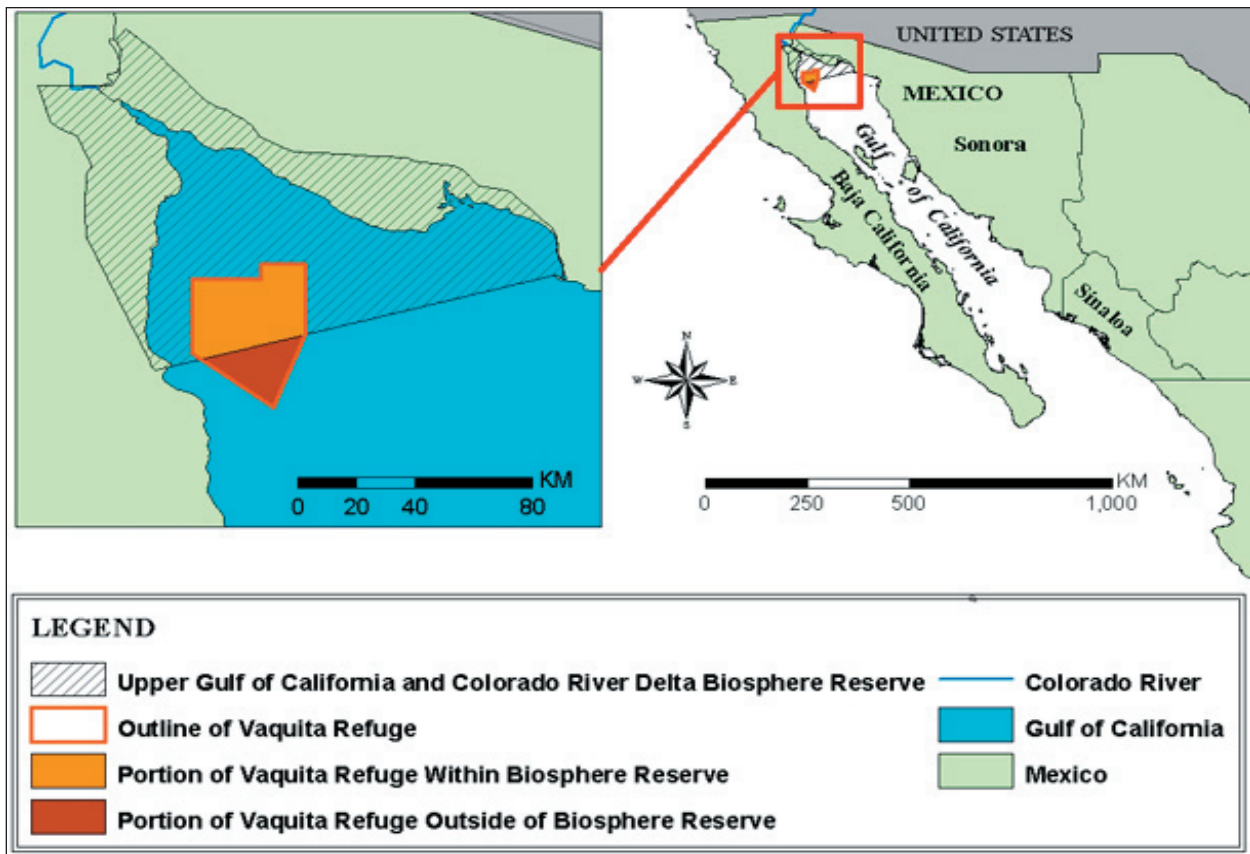 UNITED STATES
MEXICO
Sonora
Gulf of California
Baja California
Sinaloa
N
W E
S
KM
0 20 40 80
KM
0 250 500 1,000
LEGEND
Upper Gulf of California and Colorado River Delta Biosphere Reserve
Outline of Vaquita Refuge
Portion of Vaquita Refuge Within Biosphere Reserve
Portion of Vaquita Refuge Outside of Biosphere Reserve
Colorado River
Gulf of California
Mexico